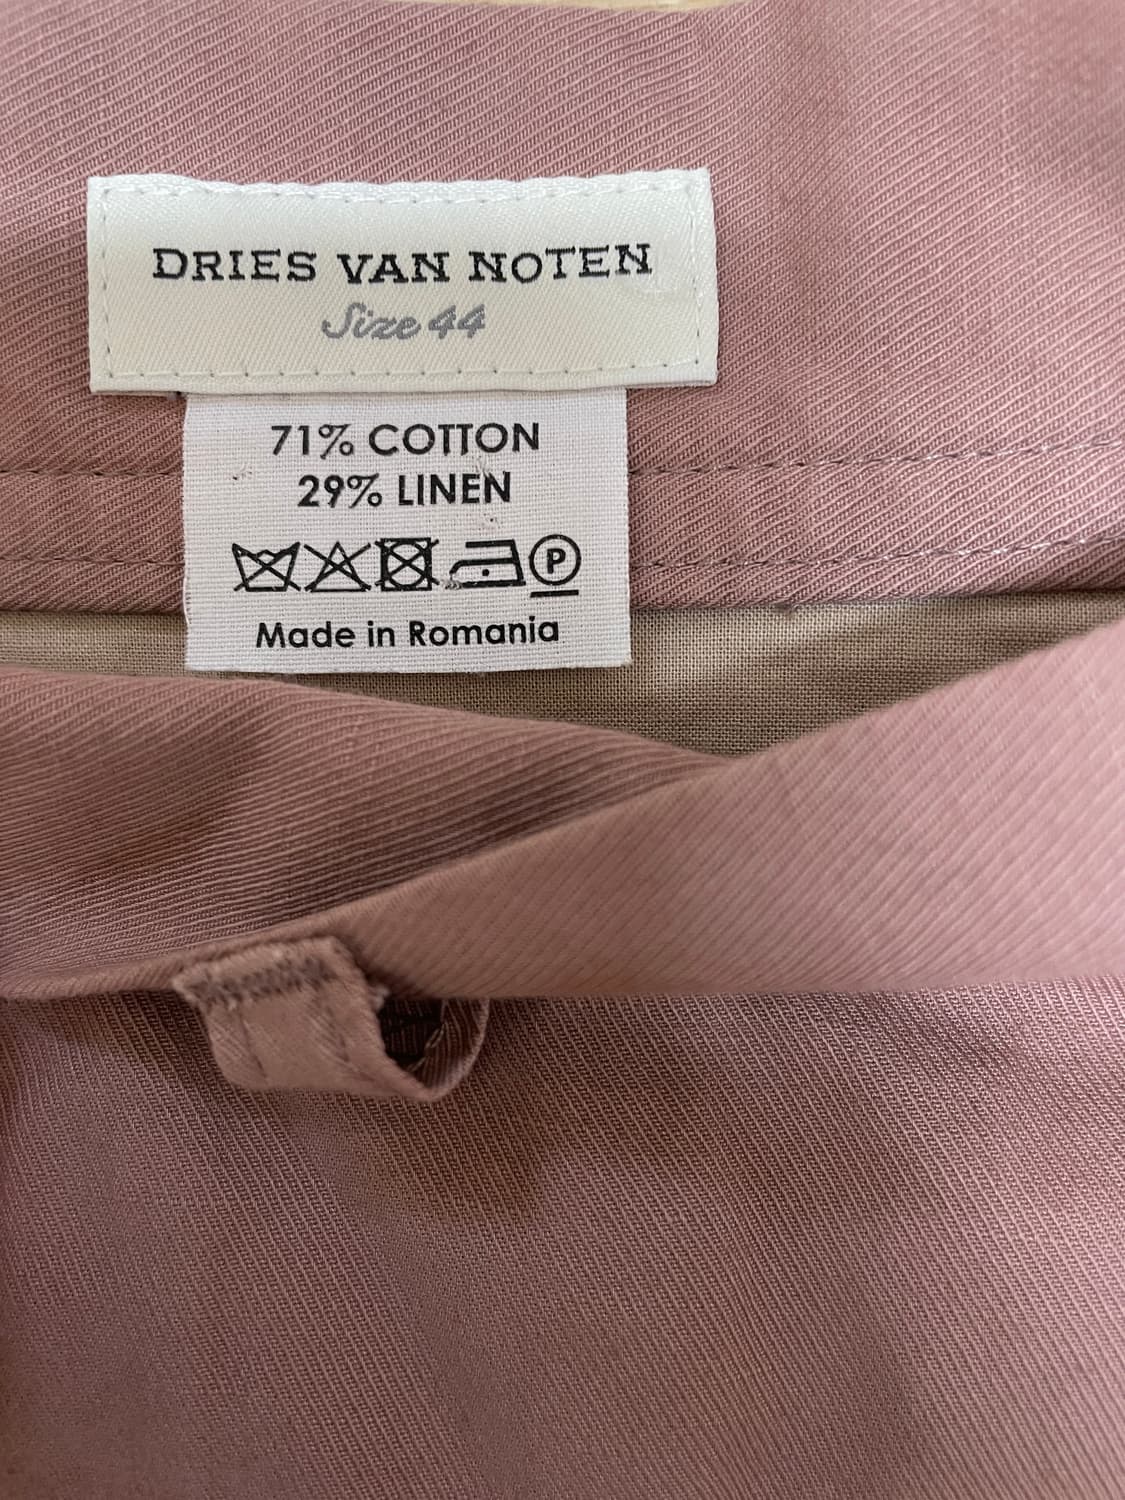 DRIES VAN NOTEN
Size 44
71% COTTON
29% LINEN
P
Made in Romania